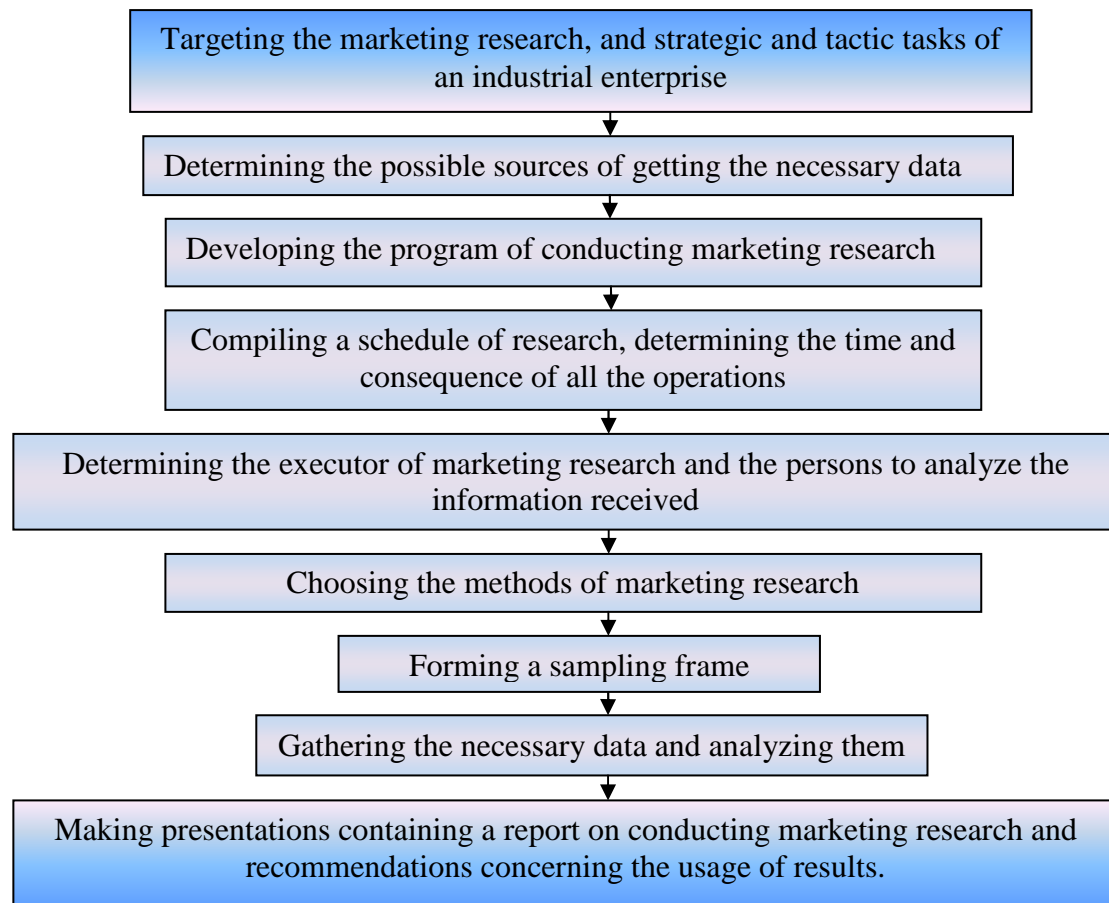 Targeting the marketing research, and strategic and tactic tasks of
an industrial enterprise
Determining the possible sources of getting the necessary data
Developing the program of conducting marketing research
Compiling a schedule of research, determining the time and
consequence of all the operations
Determining the executor of marketing research and the persons to analyze the
information received
Choosing the methods of marketing research
Forming a sampling frame
Gathering the necessary data and analyzing them
Making presentations containing a report on conducting marketing research and
recommendations concerning the usage of results.